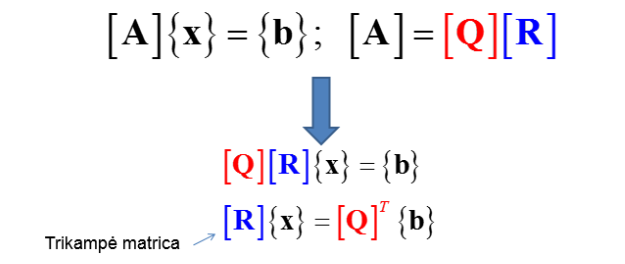 [A]{x} = {b}; [A] = [Q][R]
[Q][R]{x} = {b}
[R]{x} = [Q]ᵀ {b}
Trikampė matrica